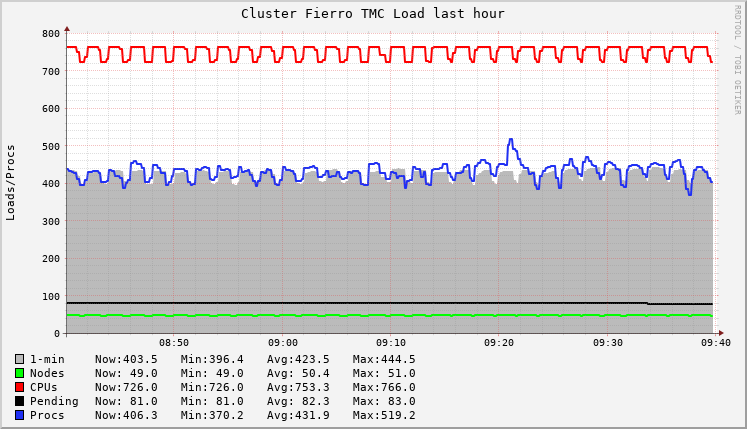 Cluster Fierro TMC Load last hour
RRDTOOL / TOBI OETIKER
Loads/Procs
800
700
600
500
400
300
200
100
0
08:50 09:00 09:10 09:20 09:30 09:40
1-min Now:403.5 Min:396.4 Avg:423.5 Max:444.5
Nodes Now: 49.0 Min: 49.0 Avg: 50.4 Max: 51.0
CPUs Now:726.0 Min:726.0 Avg:753.3 Max:766.0
Pending Now: 81.0 Min: 81.0 Avg: 82.3 Max: 83.0
Procs Now:406.3 Min:370.2 Avg:431.9 Max:519.2